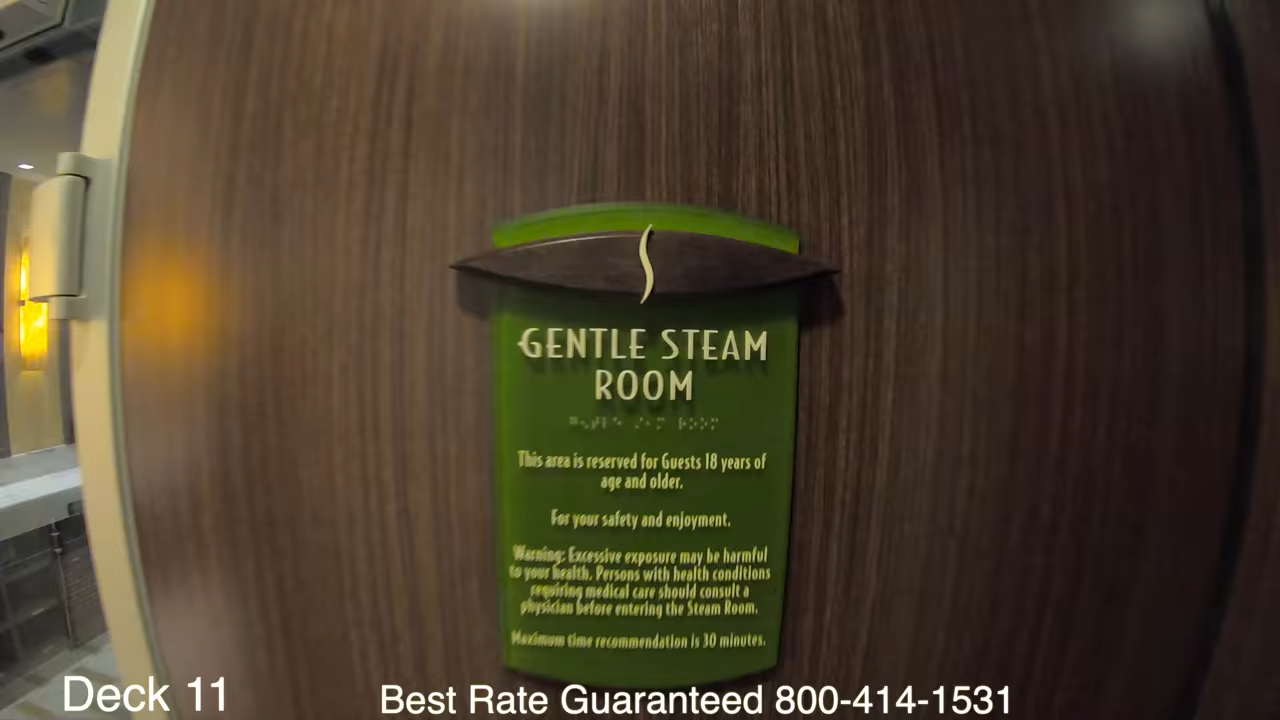 GENTLE STEAM
ROOM
This area is reserved for Guests 18 years of
age and older.
For your safety and enjoyment.
Warning: Excessive exposure may be harmful
to your health. Persons with health conditions
requiring medical care should consult a
physician before entering the Steam Room.
Maximum time recommendation is 30 minutes.
Deck 11
Best Rate Guaranteed 800-414-1531